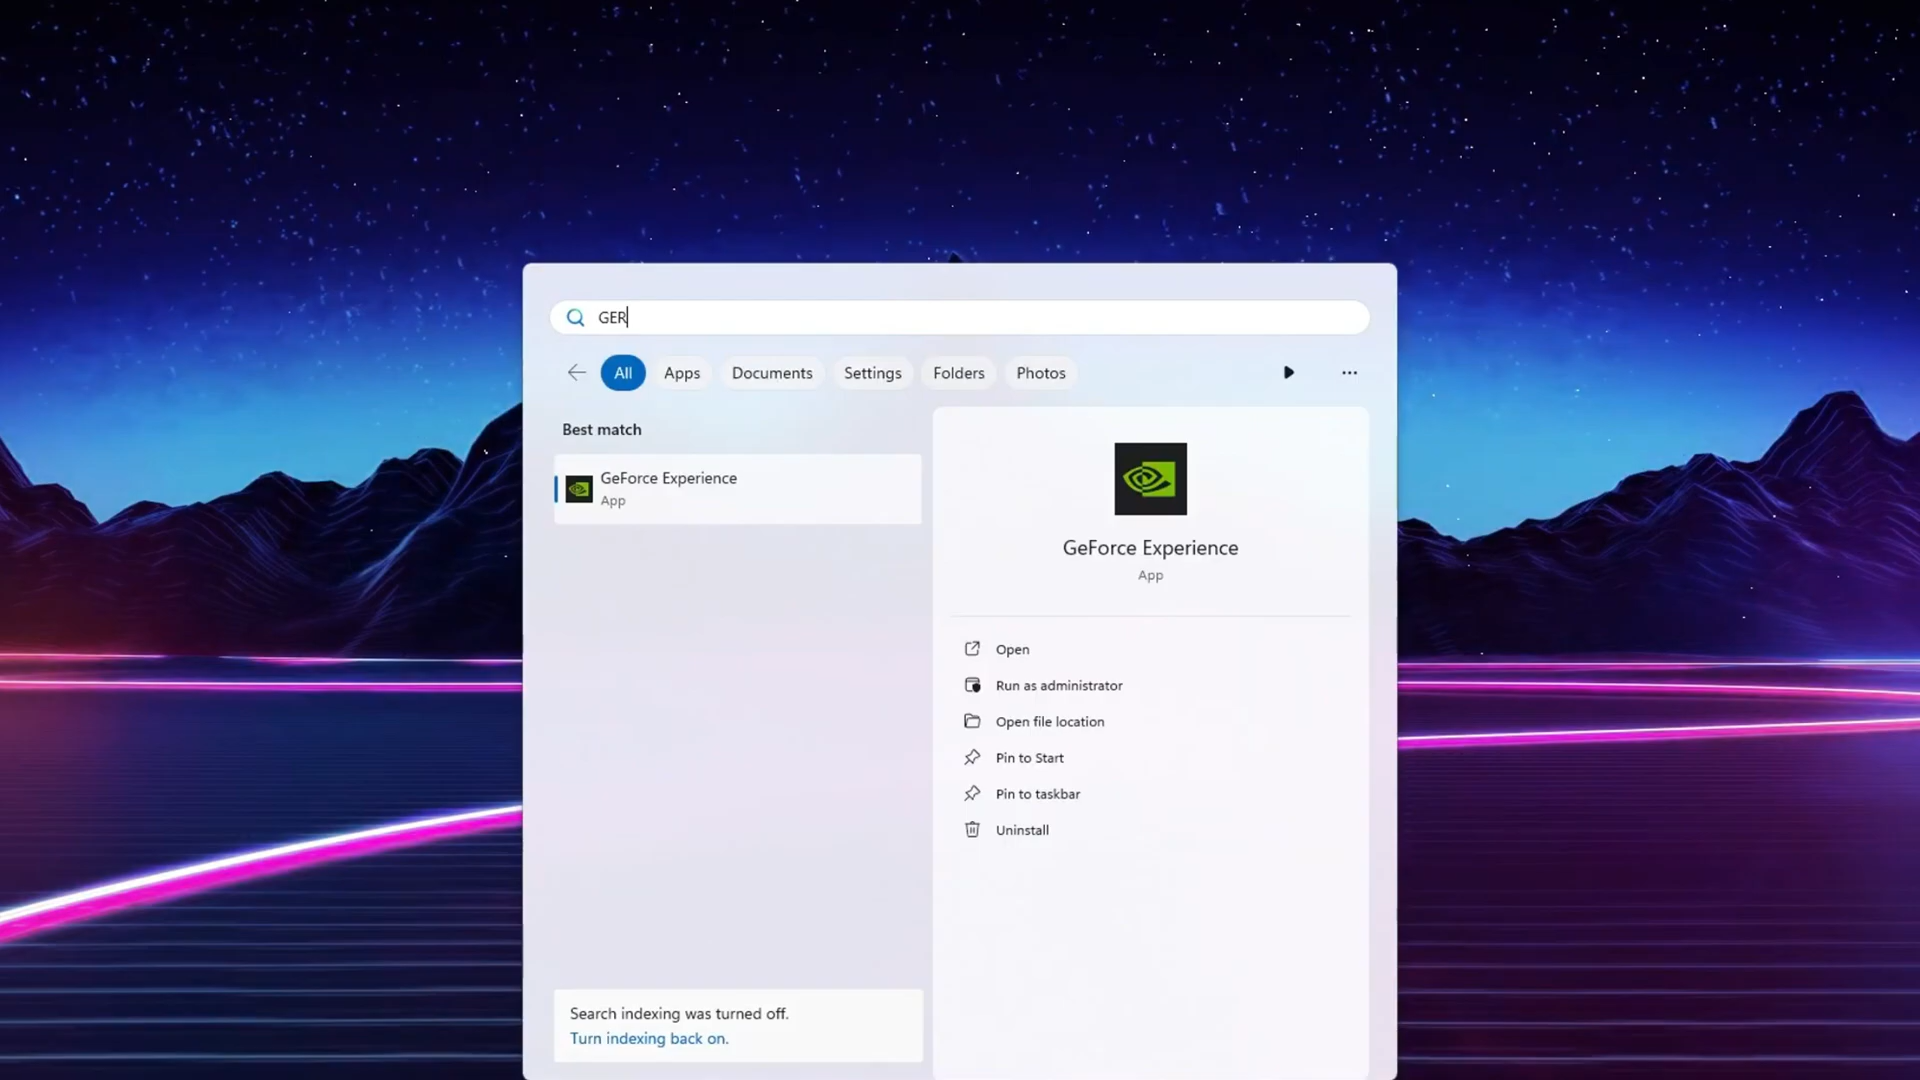 GER
All Apps Documents Settings Folders Photos
Best match
GeForce Experience
App
GeForce Experience
App
Open
Run as administrator
Open file location
Pin to Start
Pin to taskbar
Uninstall
Search indexing was turned off.
Turn indexing back on.